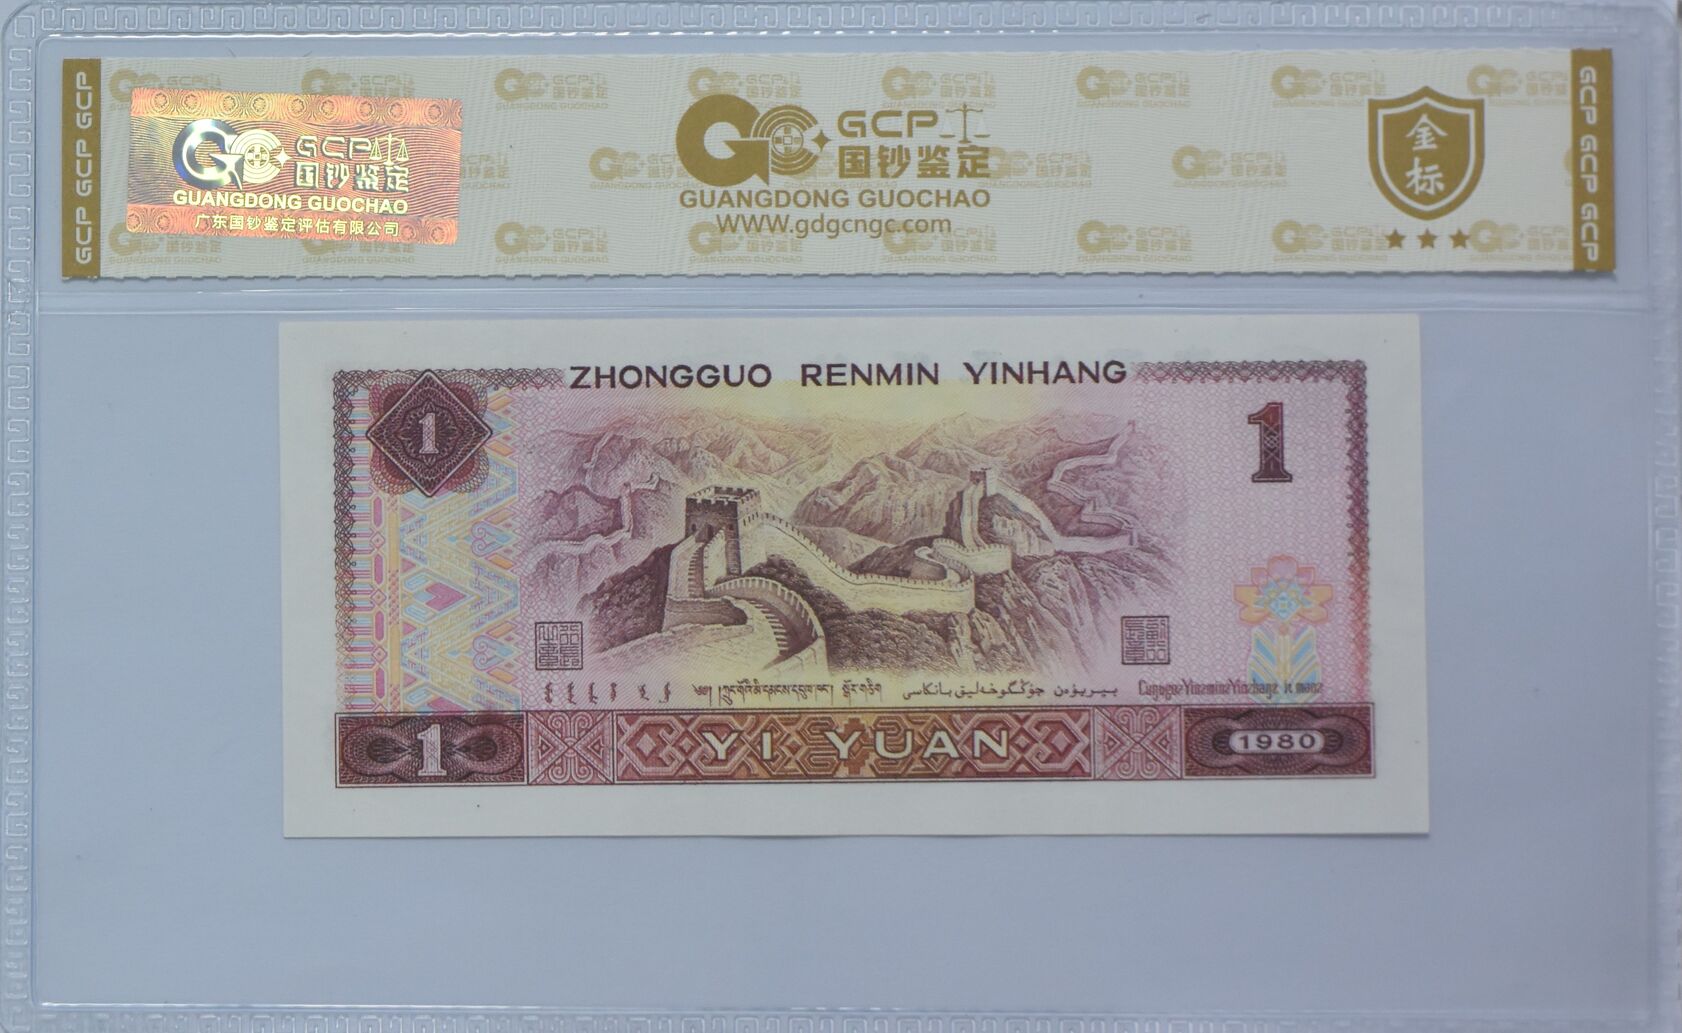 GCP GCP GCP
GCP
国钞鉴定
GUANGDONG GUOCHAO
广东国钞鉴定评估有限公司
GCP
国钞鉴定
GUANGDONG GUOCHAO
WWW.gdgcngc.com
金标
GCP GCP GCP
ZHONGGUO RENMIN YINHANG
1
1
1
YI YUAN
1980